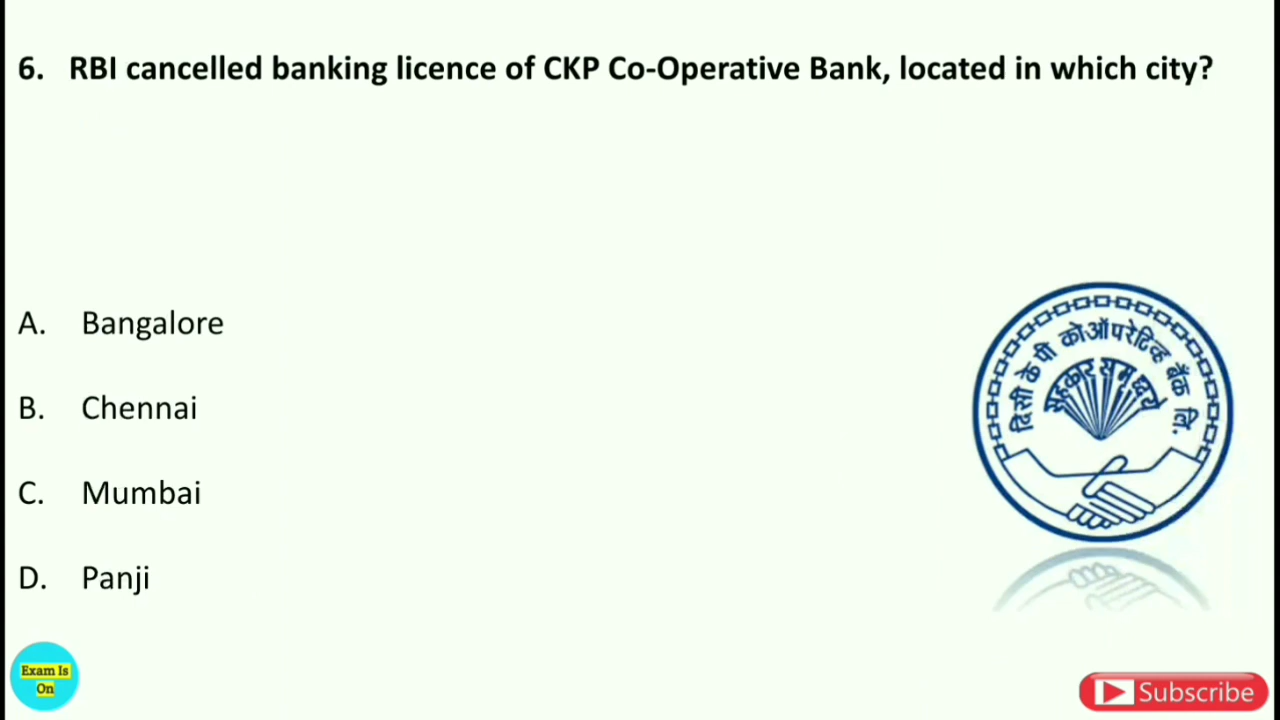 6. RBI cancelled banking licence of CKP Co-Operative Bank, located in which city?
A. Bangalore
B. Chennai
C. Mumbai
D. Panji
दि सी के पी कोऑपरेटिव्ह बँक लि.
Exam Is
On
Subscribe